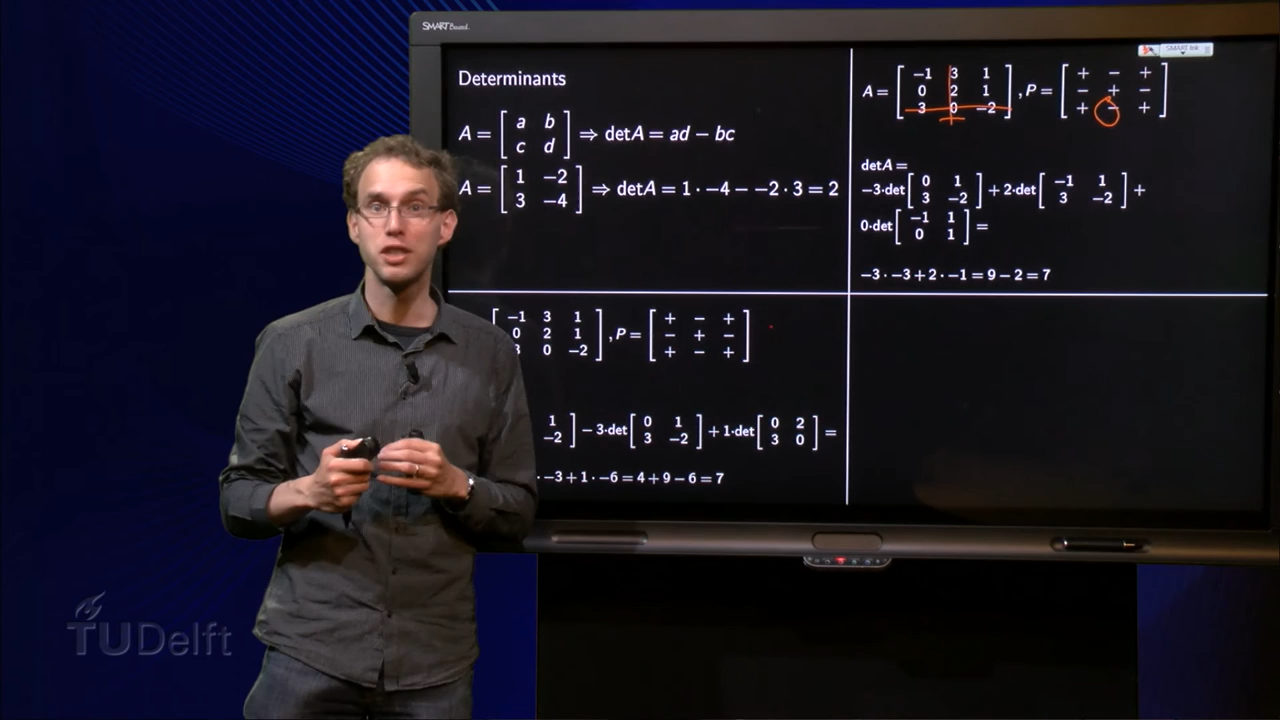 SMART Board
SMART Ink
Determinants
A = [ a b ; c d ] ⇒ detA = ad − bc
A = [ 1 −2 ; 3 −4 ] ⇒ detA = 1 · −4 − −2 · 3 = 2
A = [ −1 3 1 ; 0 2 1 ; 3 0 −2 ] , P = [ + − + ; − + − ; + − + ]
detA =
−3·det [ 0 1 ; 3 −2 ] + 2·det [ −1 1 ; 3 −2 ] +
0·det [ −1 1 ; 0 1 ] =
−3 · −3 + 2 · −1 = 9 − 2 = 7
[ −1 3 1 ; 0 2 1 ; 3 0 −2 ] , P = [ + − + ; − + − ; + − + ]
1 ; −2 ] − 3·det [ 0 1 ; 3 −2 ] + 1·det [ 0 2 ; 3 0 ] =
· −3 + 1 · −6 = 4 + 9 − 6 = 7
TUDelft